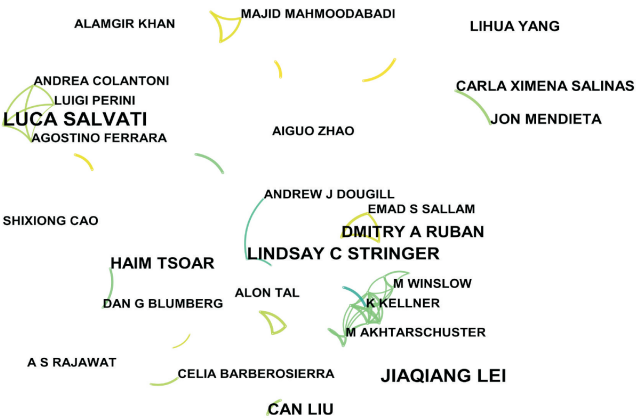 MAJID MAHMOODABADI
ALAMGIR KHAN
LIHUA YANG
ANDREA COLANTONI
CARLA XIMENA SALINAS
LUIGI PERINI
LUCA SALVATI
JON MENDIETA
AIGUO ZHAO
AGOSTINO FERRARA
ANDREW J DOUGILL
EMAD S SALLAM
SHIXIONG CAO
DMITRY A RUBAN
LINDSAY C STRINGER
HAIM TSOAR
M WINSLOW
ALON TAL
DAN G BLUMBERG
K KELLNER
M AKHTARSCHUSTER
A S RAJAWAT
CELIA BARBEROSIERRA
JIAQIANG LEI
CAN LIU